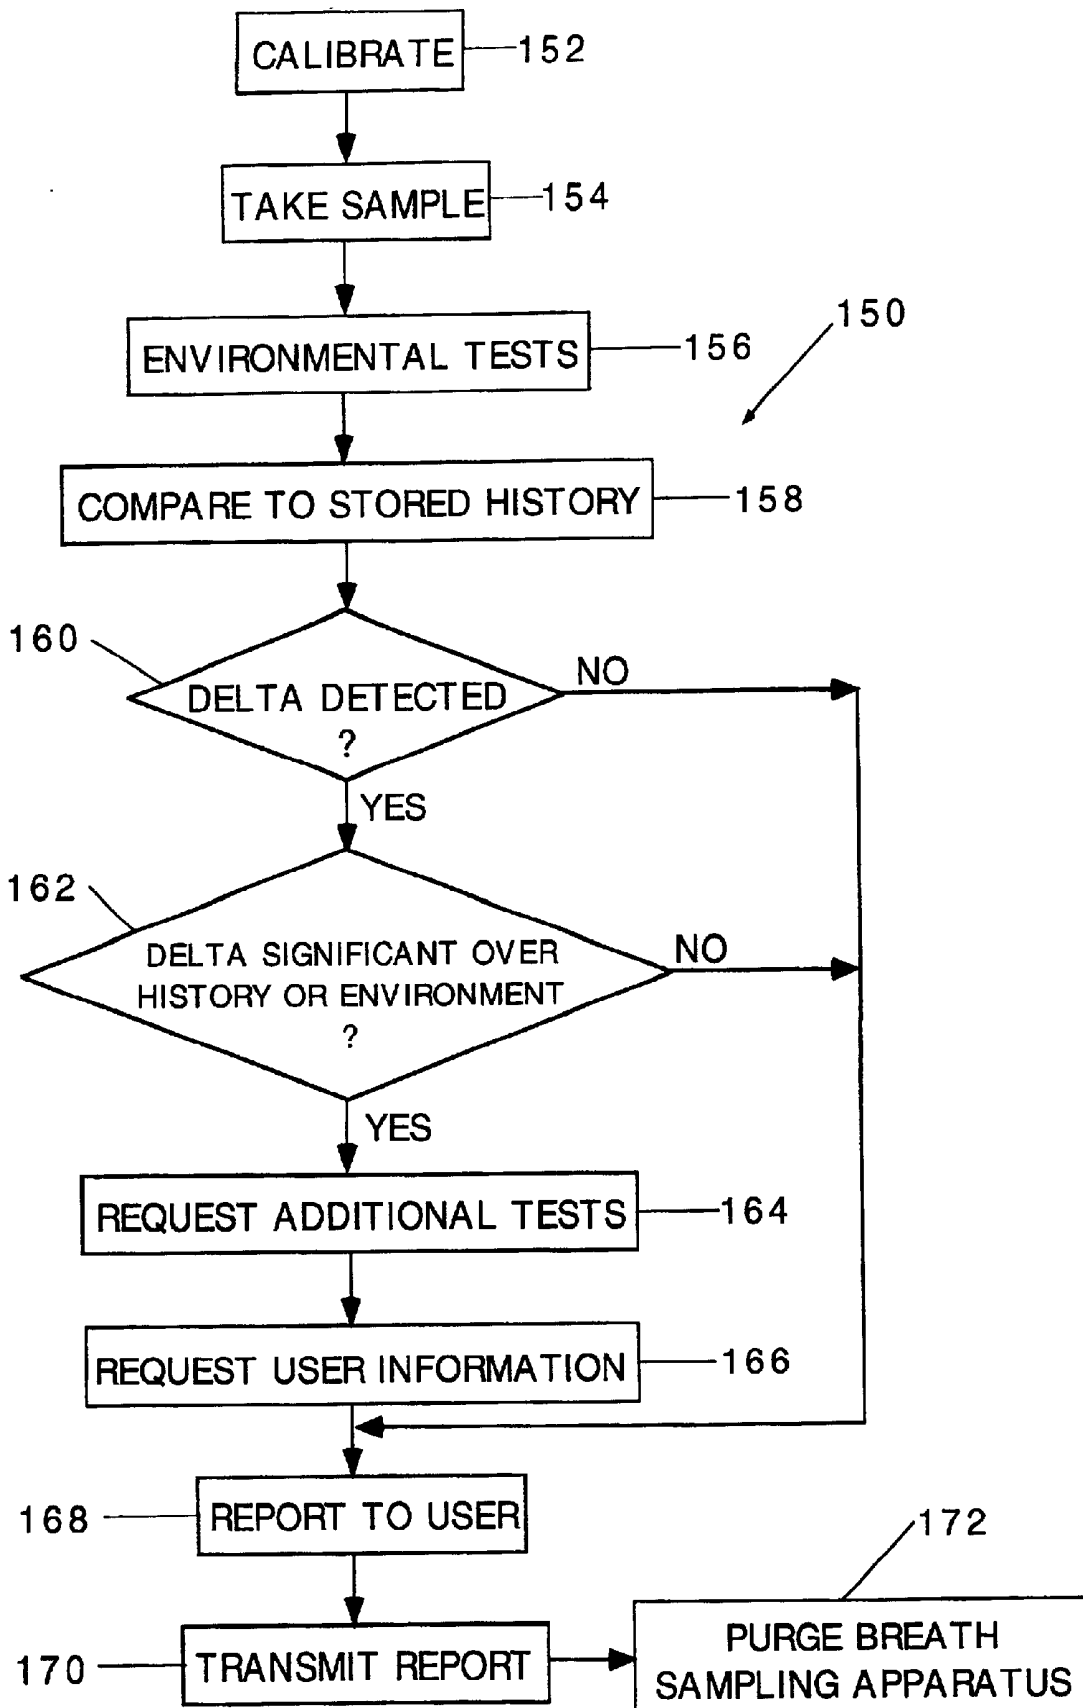 CALIBRATE 152
TAKE SAMPLE 154
150
ENVIRONMENTAL TESTS 156
COMPARE TO STORED HISTORY 158
160
DELTA DETECTED
?
NO
YES
162
DELTA SIGNIFICANT OVER
HISTORY OR ENVIRONMENT
?
NO
YES
REQUEST ADDITIONAL TESTS 164
REQUEST USER INFORMATION 166
168 REPORT TO USER
172
170 TRANSMIT REPORT
PURGE BREATH
SAMPLING APPARATUS